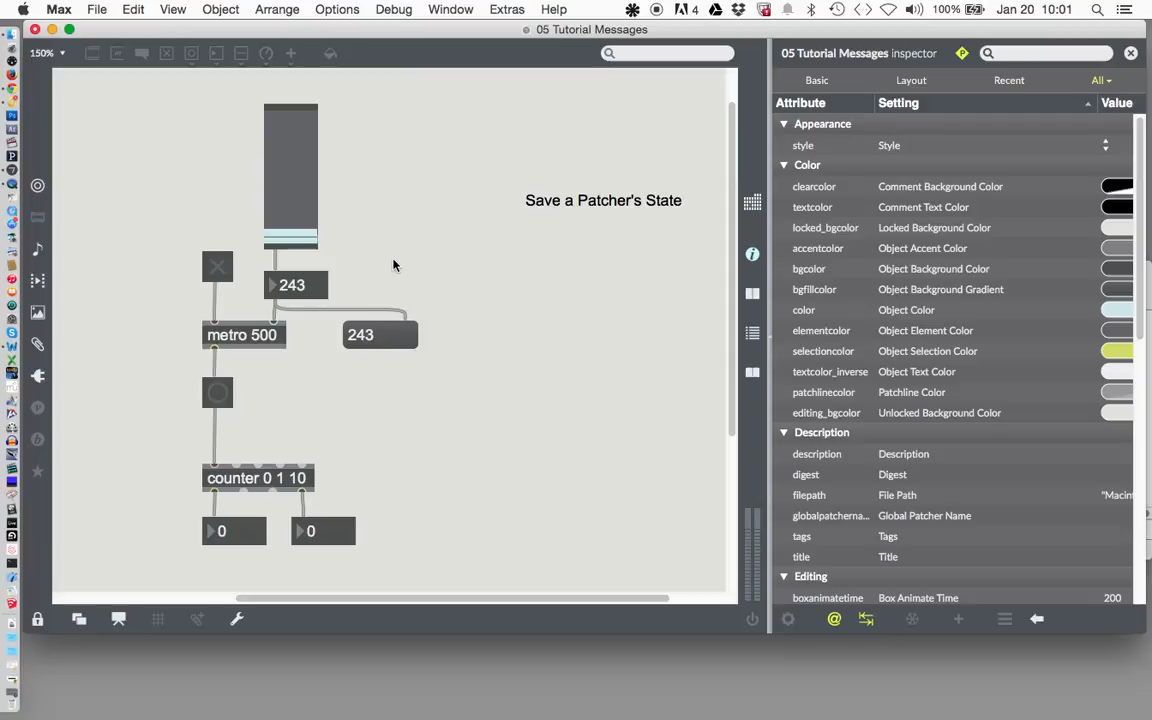 Max File Edit View Object Arrange Options Debug Window Extras Help 4 100% Jan 20 10:01
05 Tutorial Messages
150%
05 Tutorial Messages inspector
Basic Layout Recent All
Attribute Setting Value
Appearance
style Style
Color
clearcolor Comment Background Color
textcolor Comment Text Color
locked_bgcolor Locked Background Color
accentcolor Object Accent Color
bgcolor Object Background Color
bgfillcolor Object Background Gradient
color Object Color
elementcolor Object Element Color
selectioncolor Object Selection Color
textcolor_inverse Object Text Color
patchlinecolor Patchline Color
editing_bgcolor Unlocked Background Color
Description
description Description
digest Digest
filepath File Path "Macin
globalpatcherna... Global Patcher Name
tags Tags
title Title
Editing
boxanimatetime Box Animate Time 200
Save a Patcher's State
243
metro 500
243
counter 0 1 10
0
0